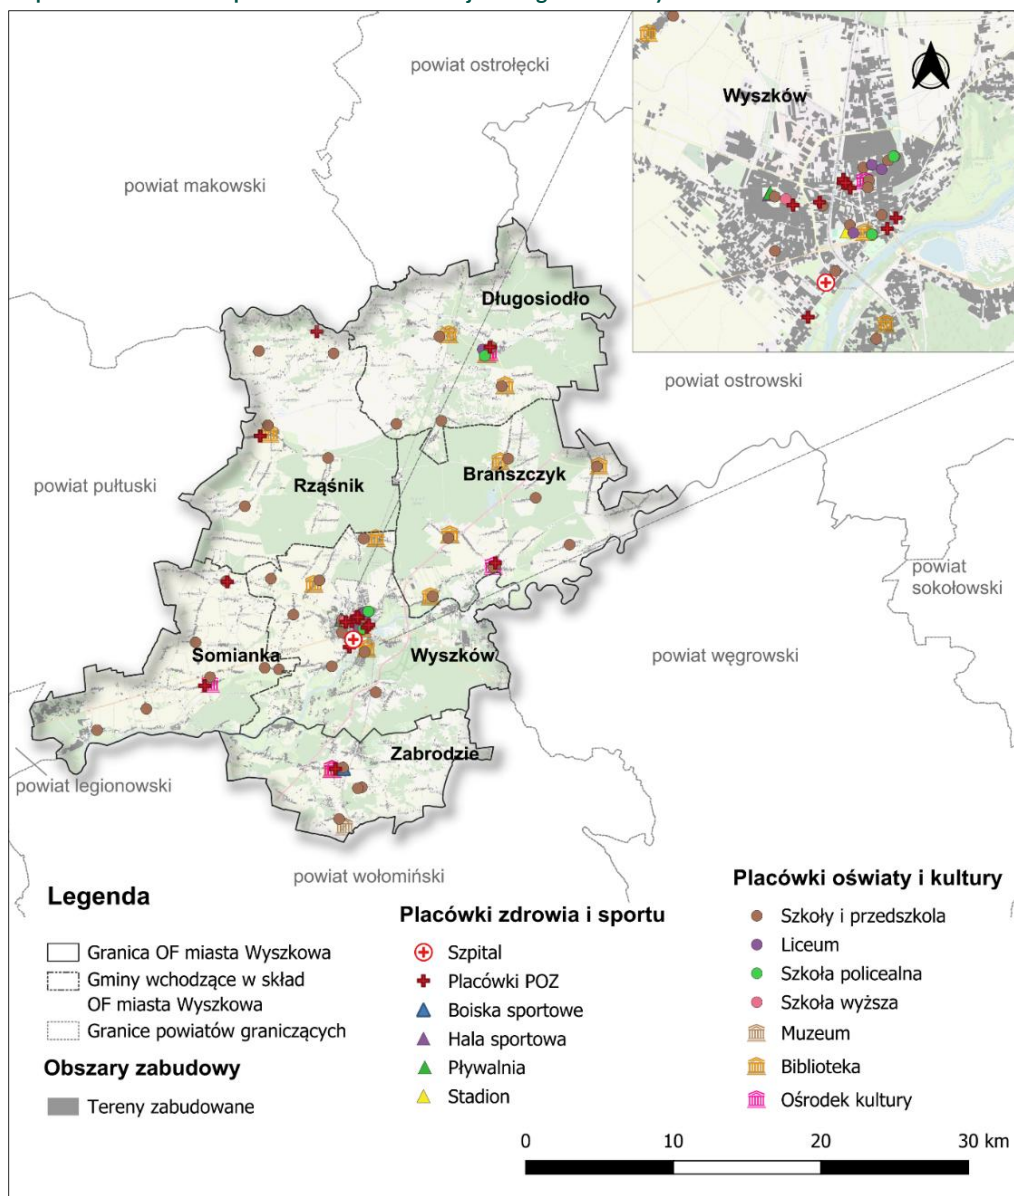 powiat ostrołęcki
Wyszków
powiat makowski
Długosiodło
powiat ostrowski
powiat pułtuski
Rząśnik
Brańszczyk
powiat
sokołowski
Somianka
Wyszków
powiat węgrowski
Zabrodzie
powiat legionowski
powiat wołomiński
Legenda
Granica OF miasta Wyszkowa
Gminy wchodzące w skład
OF miasta Wyszkowa
Granice powiatów graniczących
Obszary zabudowy
Tereny zabudowane
Placówki zdrowia i sportu
Szpital
Placówki POZ
Boiska sportowe
Hala sportowa
Pływalnia
Stadion
Placówki oświaty i kultury
Szkoły i przedszkola
Liceum
Szkoła policealna
Szkoła wyższa
Muzeum
Biblioteka
Ośrodek kultury
0 10 20 30 km